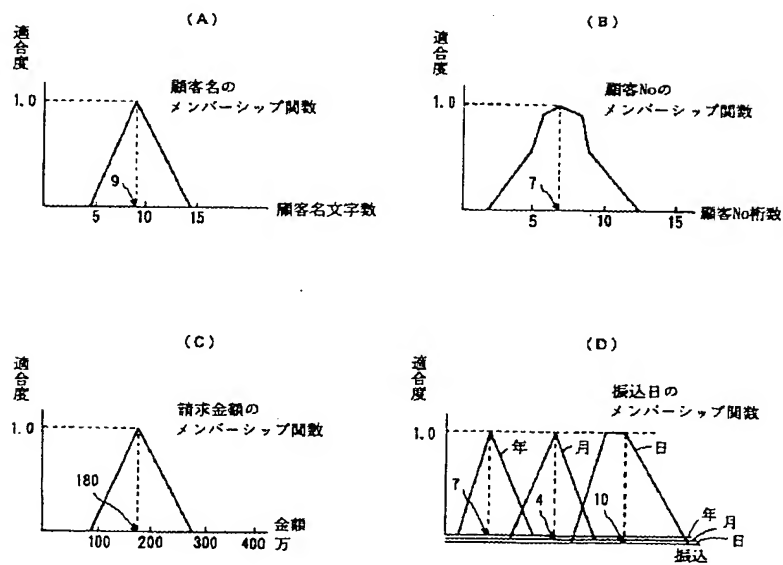 (A)
適合度
顧客名の
メンバーシップ関数
1.0
9
5 10 15 顧客名文字数
(B)
適合度
顧客Noの
メンバーシップ関数
1.0
7
5 10 15 顧客No桁数
(C)
適合度
請求金額の
メンバーシップ関数
1.0
180
100 200 300 400 金額
万
(D)
適合度
振込日の
メンバーシップ関数
1.0
年 月 日
7 4 10
年
月
日
振込